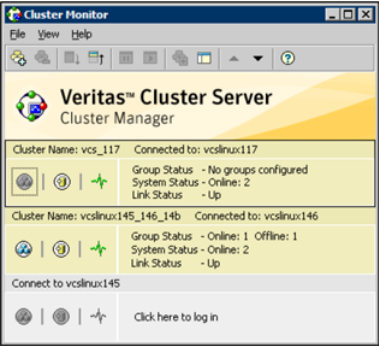 Cluster Monitor
File View Help
Veritas™ Cluster Server
Cluster Manager
Cluster Name: vcs_117 Connected to: vcslinux117
Group Status - No groups configured
System Status - Online: 2
Link Status - Up
Cluster Name: vcslinux145_146_14b Connected to: vcslinux146
Group Status - Online: 1 Offline: 1
System Status - Online: 2
Link Status - Up
Connect to vcslinux145
Click here to log in